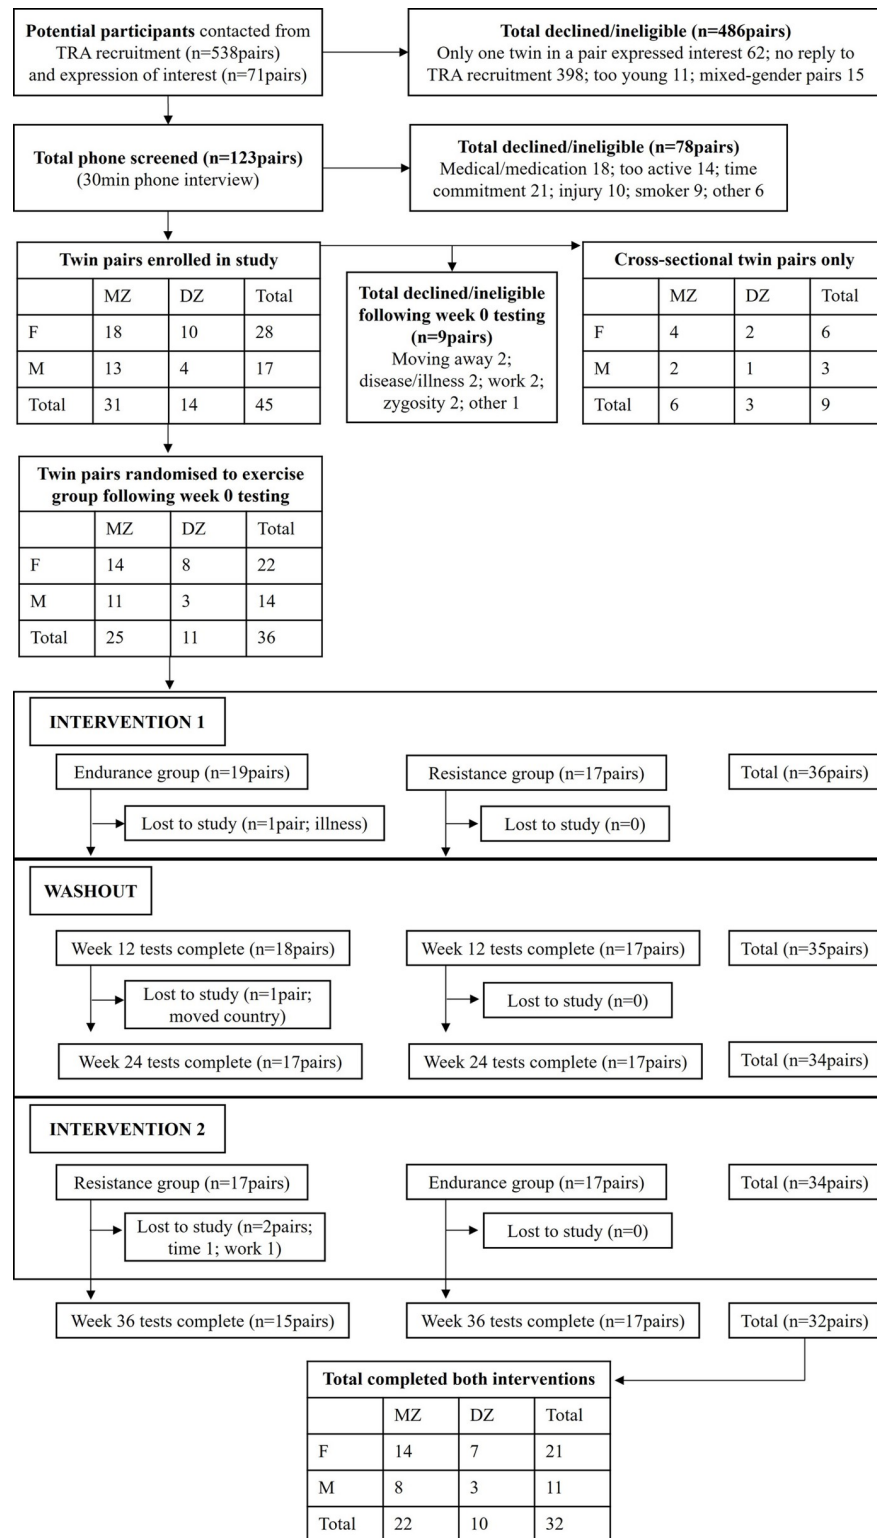 Potential participants contacted from
TRA recruitment (n=538pairs)
and expression of interest (n=71pairs)
Total declined/ineligible (n=486pairs)
Only one twin in a pair expressed interest 62; no reply to
TRA recruitment 398; too young 11; mixed-gender pairs 15
Total phone screened (n=123pairs)
(30min phone interview)
Total declined/ineligible (n=78pairs)
Medical/medication 18; too active 14; time
commitment 21; injury 10; smoker 9; other 6
Twin pairs enrolled in study
MZ DZ Total
F 18 10 28
M 13 4 17
Total 31 14 45
Total declined/ineligible
following week 0 testing
(n=9pairs)
Moving away 2;
disease/illness 2; work 2;
zygosity 2; other 1
Cross-sectional twin pairs only
MZ DZ Total
F 4 2 6
M 2 1 3
Total 6 3 9
Twin pairs randomised to exercise
group following week 0 testing
MZ DZ Total
F 14 8 22
M 11 3 14
Total 25 11 36
INTERVENTION 1
Endurance group (n=19pairs)
Resistance group (n=17pairs)
Total (n=36pairs)
Lost to study (n=1pair; illness)
Lost to study (n=0)
WASHOUT
Week 12 tests complete (n=18pairs)
Week 12 tests complete (n=17pairs)
Total (n=35pairs)
Lost to study (n=1pair;
moved country)
Lost to study (n=0)
Week 24 tests complete (n=17pairs)
Week 24 tests complete (n=17pairs)
Total (n=34pairs)
INTERVENTION 2
Resistance group (n=17pairs)
Endurance group (n=17pairs)
Total (n=34pairs)
Lost to study (n=2pairs;
time 1; work 1)
Lost to study (n=0)
Week 36 tests complete (n=15pairs)
Week 36 tests complete (n=17pairs)
Total (n=32pairs)
Total completed both interventions
MZ DZ Total
F 14 7 21
M 8 3 11
Total 22 10 32